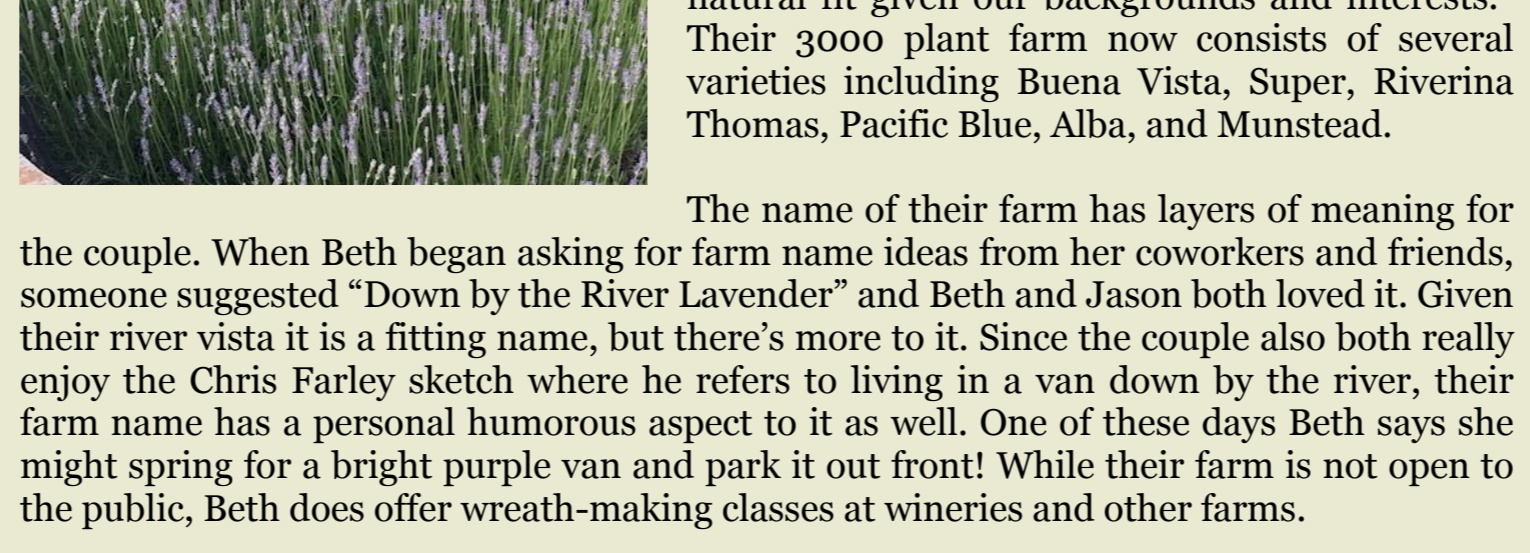 natural fit given our backgrounds and interests.”
Their 3000 plant farm now consists of several
varieties including Buena Vista, Super, Riverina
Thomas, Pacific Blue, Alba, and Munstead.
The name of their farm has layers of meaning for
the couple. When Beth began asking for farm name ideas from her coworkers and friends,
someone suggested “Down by the River Lavender” and Beth and Jason both loved it. Given
their river vista it is a fitting name, but there’s more to it. Since the couple also both really
enjoy the Chris Farley sketch where he refers to living in a van down by the river, their
farm name has a personal humorous aspect to it as well. One of these days Beth says she
might spring for a bright purple van and park it out front! While their farm is not open to
the public, Beth does offer wreath-making classes at wineries and other farms.